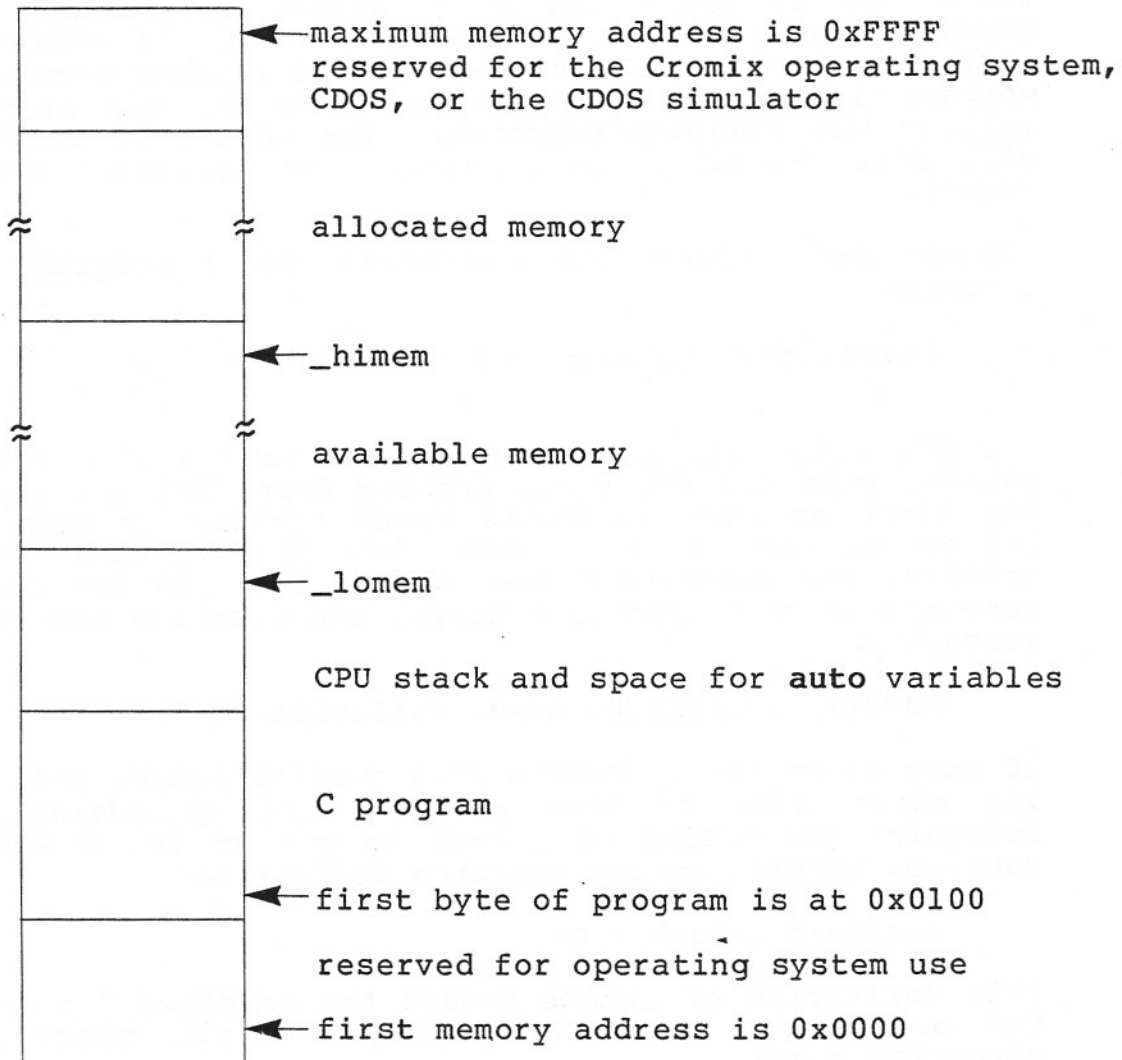 maximum memory address is 0xFFFF
reserved for the Cromix operating system,
CDOS, or the CDOS simulator
allocated memory
_himem
available memory
_lomem
CPU stack and space for auto variables
C program
first byte of program is at 0x0100
reserved for operating system use
first memory address is 0x0000